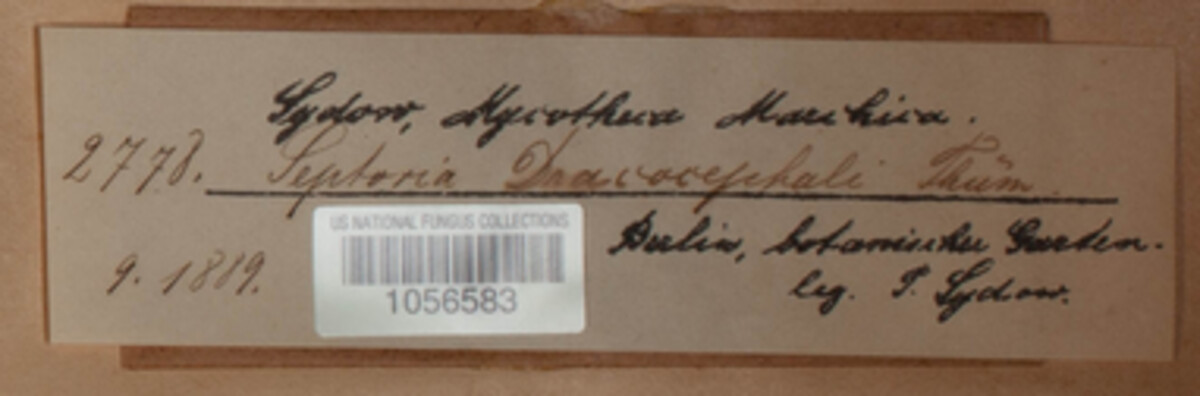 Sydow, Mycotheca Marchica.
2778. Septoria Dracocephali Thüm.
US NATIONAL FUNGUS COLLECTIONS
1056583
Berlin, botanischer Garten.
9. 1889.
leg. P. Sydow.